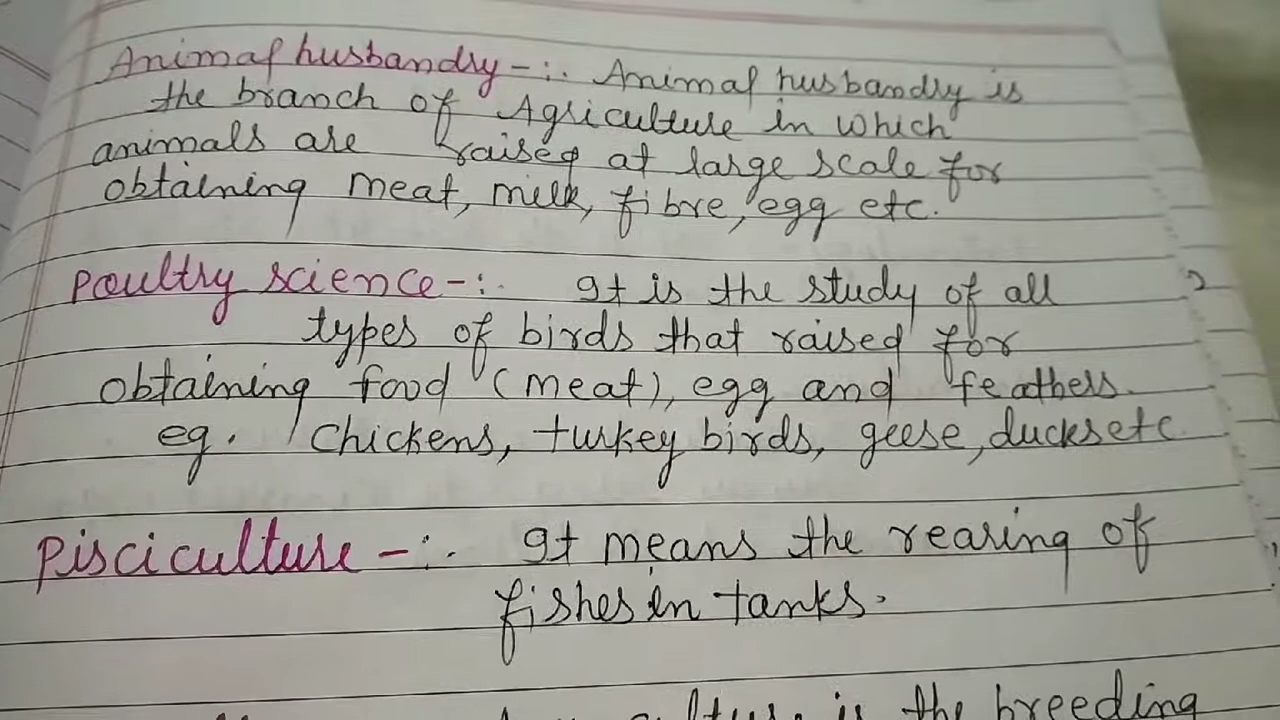 Animal husbandry -:. Animal husbandry is
the branch of Agriculture in which
animals are raised at large scale for
obtaining meat, milk, fibre, egg etc.
Poultry science -:. It is the study of all
types of birds that raised for
obtaining food (meat), egg and feathers.
eg. Chickens, turkey birds, geese, ducks etc
Pisciculture -:. It means the rearing of
fishes in tanks.
is the breeding